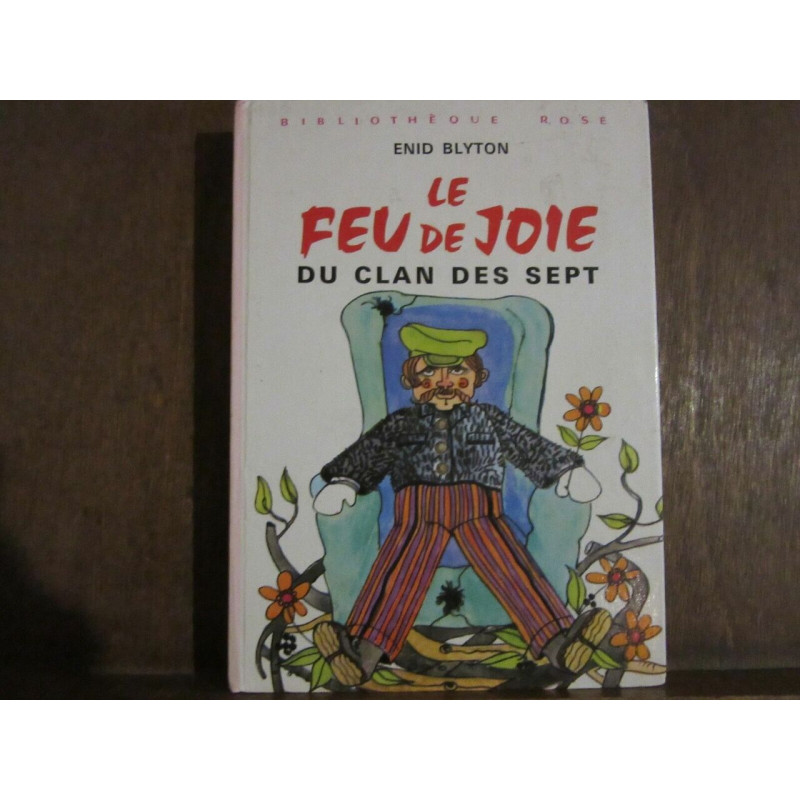 BIBLIOTHÈQUE ROSE
ENID BLYTON
LE
FEU DE JOIE
DU CLAN DES SEPT